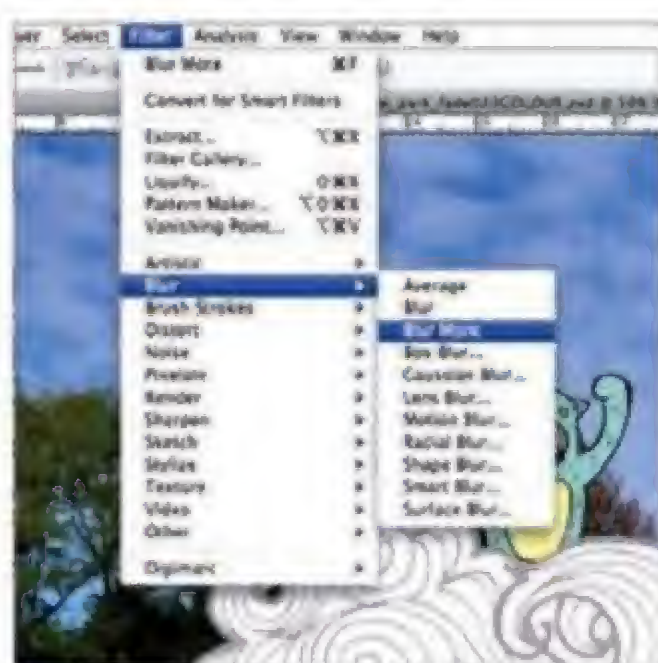 Select Filter Analysis View Window Help
Blur More ⌘F
Convert for Smart Filters
Extract... ⌥⌘X
Filter Gallery...
Liquify... ⇧⌘X
Pattern Maker... ⌥⇧⌘X
Vanishing Point... ⌥⌘V
Artistic
Blur
Brush Strokes
Distort
Noise
Pixelate
Render
Sharpen
Sketch
Stylize
Texture
Video
Other
Digimarc
Average
Blur
Blur More
Box Blur...
Gaussian Blur...
Lens Blur...
Motion Blur...
Radial Blur...
Shape Blur...
Smart Blur...
Surface Blur...